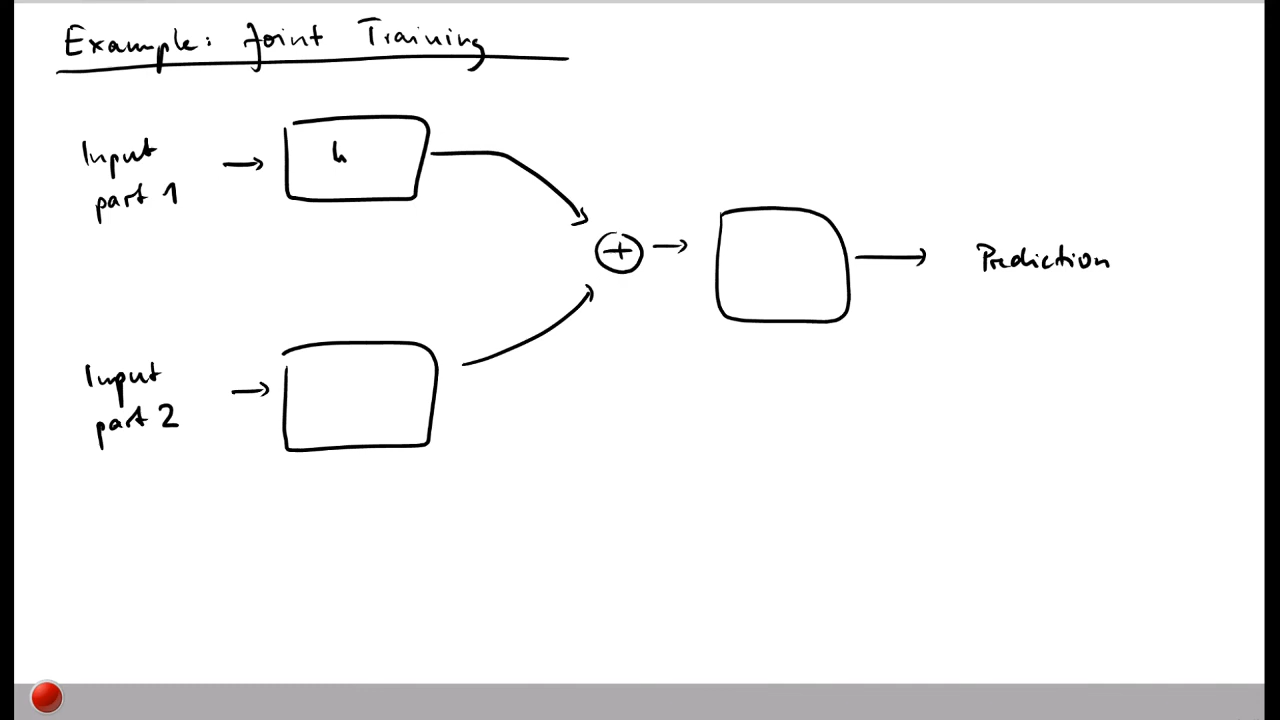 Example: Joint Training
Input
part 1
h
+
Prediction
Input
part 2